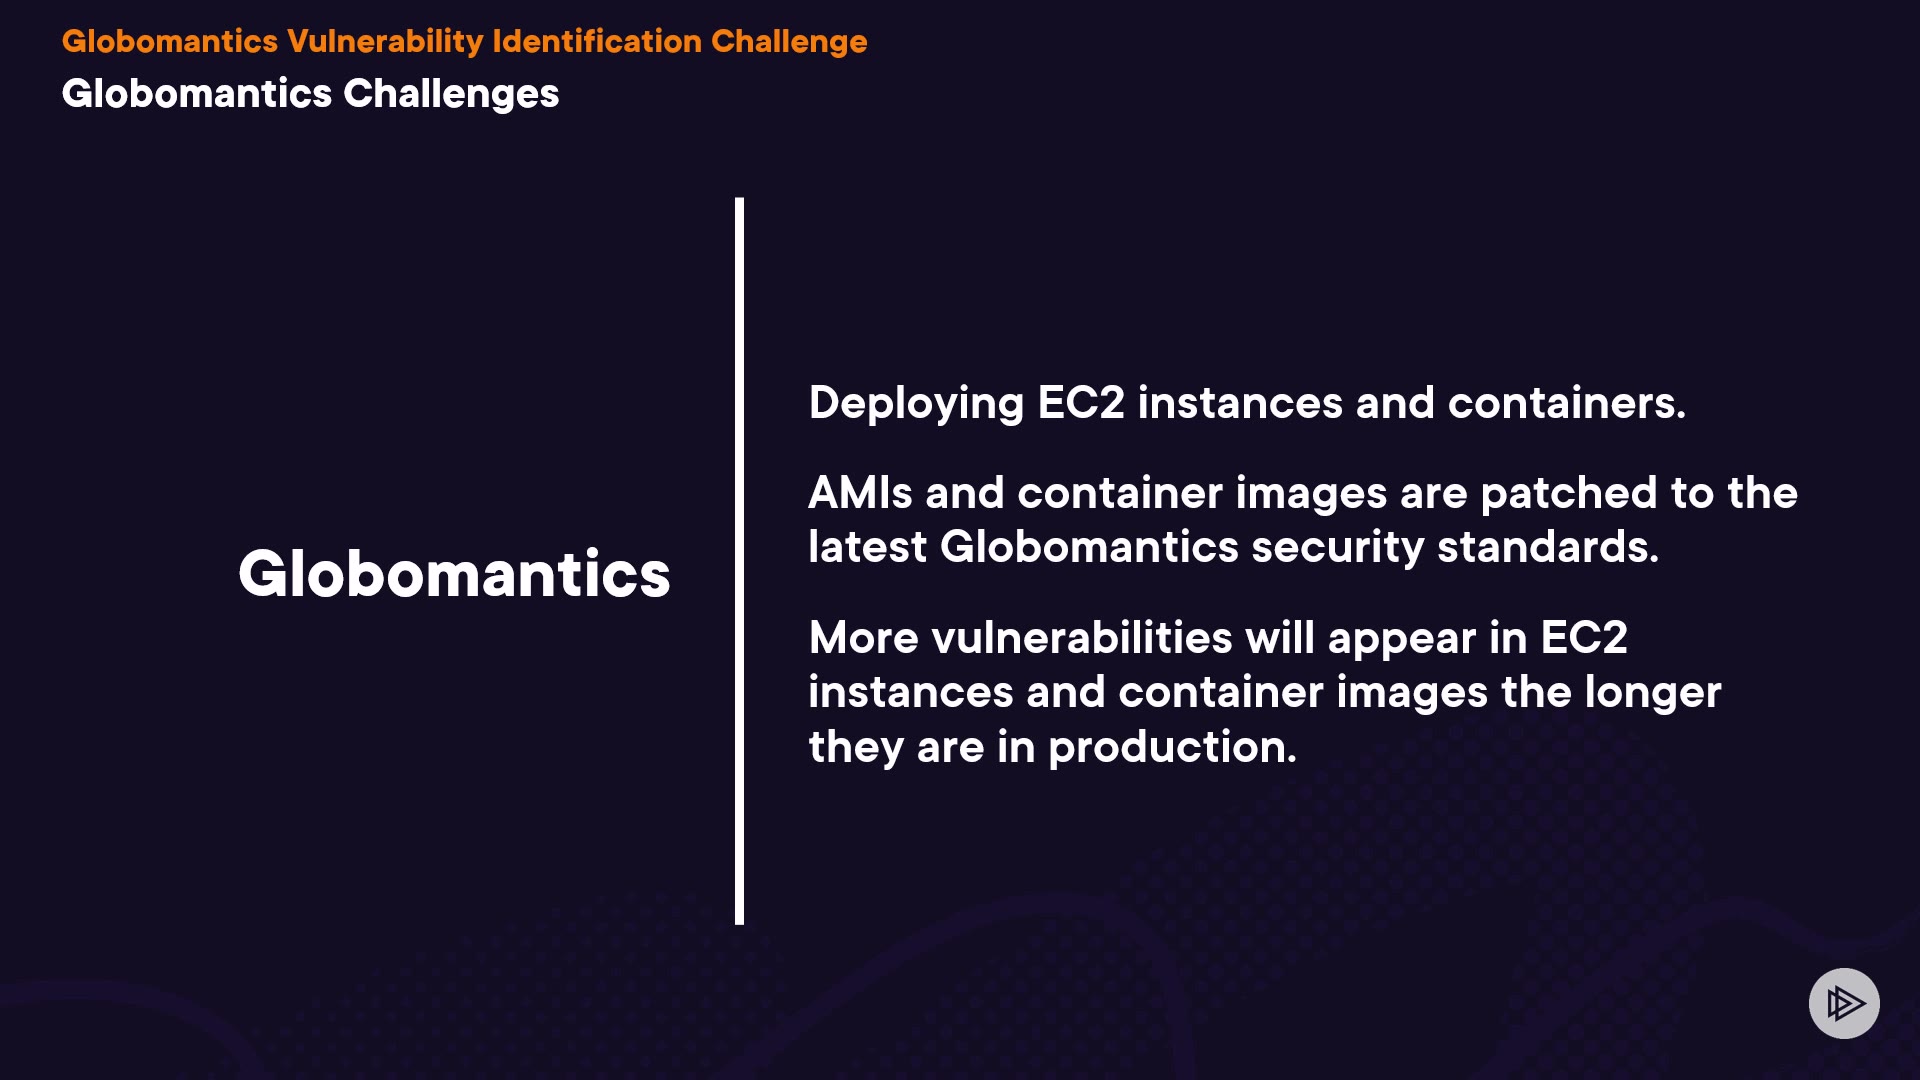 Globomantics Vulnerability Identification Challenge
Globomantics Challenges
Globomantics
Deploying EC2 instances and containers.
AMIs and container images are patched to the
latest Globomantics security standards.
More vulnerabilities will appear in EC2
instances and container images the longer
they are in production.